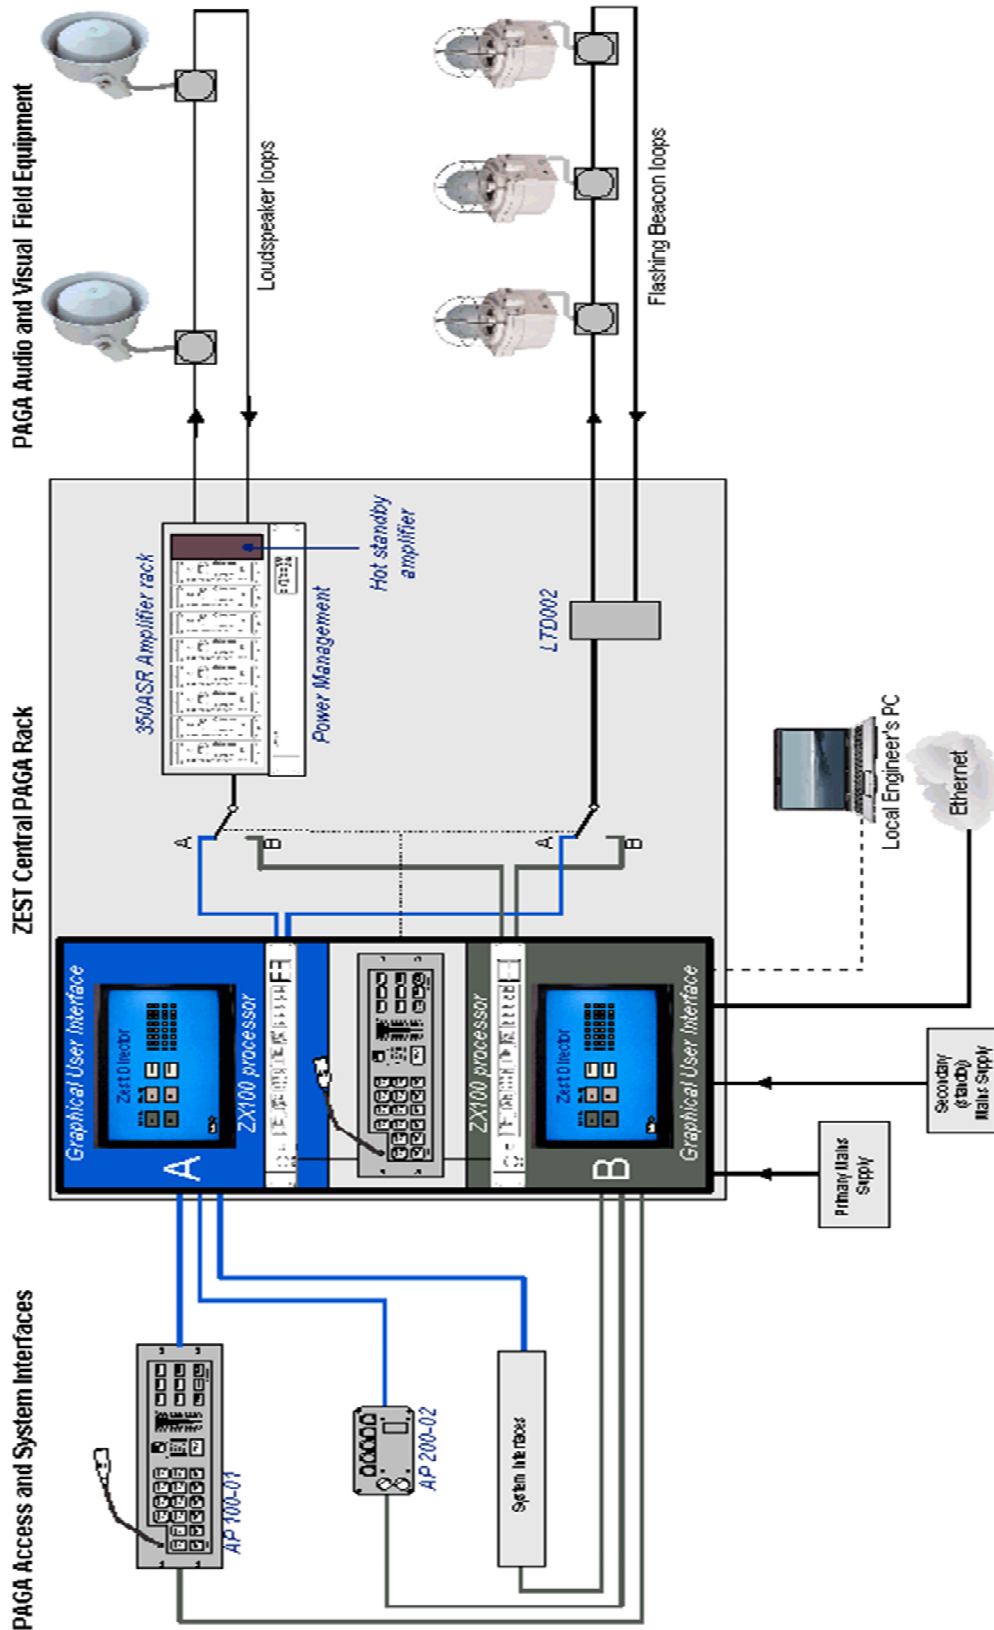 PAGA Access and System Interfaces
ZEST Central PAGA Rack
PAGA Audio and Visual Field Equipment
AP 100-01
AP 200-02
System Interfaces
Graphical User Interface
Zest Director
A
ZX100 processor
ZX100 processor
Zest Director
B
Graphical User Interface
Primary Mains
Supply
Secondary
(standby)
Mains Supply
A
B
A
B
350ASR Amplifier rack
Power Management
Hot standby
amplifier
LTD002
Local Engineer's PC
Ethernet
Loudspeaker loops
Flashing Beacon loops